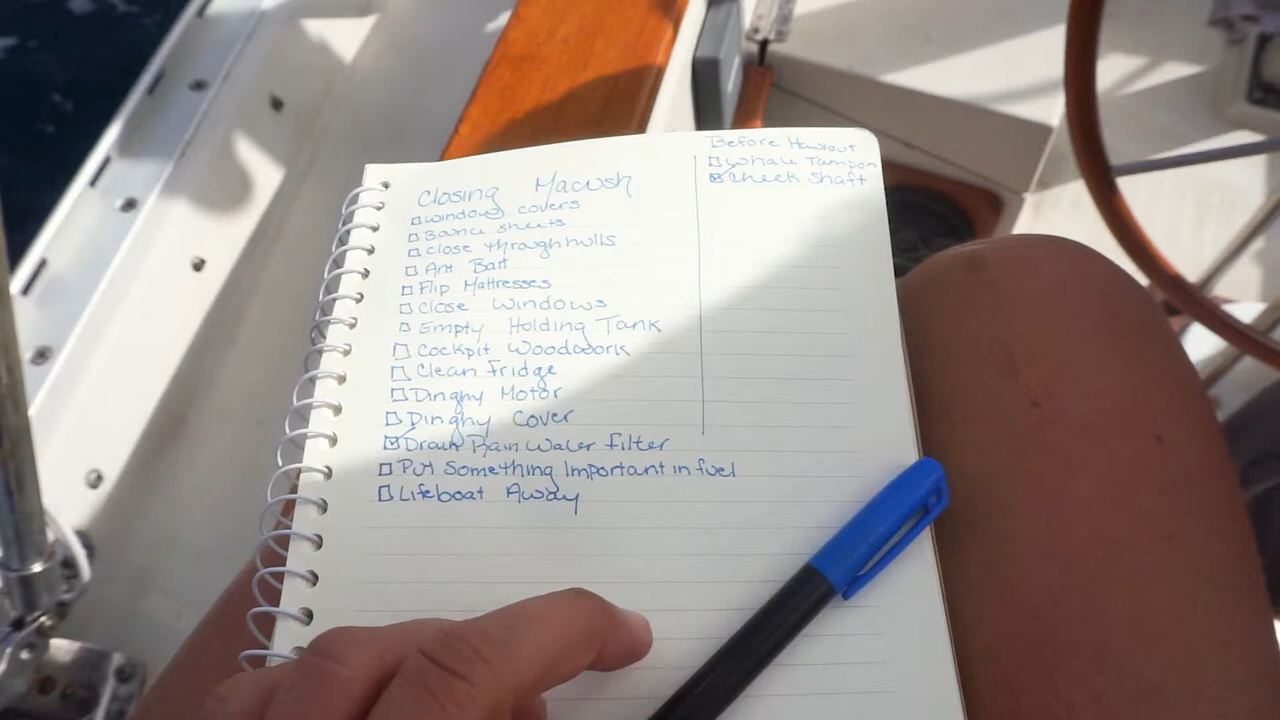 Closing Macush
☐ Window covers
☐ Bounce sheets
☐ Close throughhulls
☐ Ant Bait
☐ Flip Mattresses
☐ Close Windows
☐ Empty Holding Tank
☐ Cockpit Woodwork
☐ Clean Fridge
☐ Dinghy Motor
☐ Dinghy Cover
☑ Drain Rain Water Filter
☐ Put Something Important in fuel
☐ Lifeboat Away
Before Haulout
☐ Whale Tampon
☑ Check Shaft